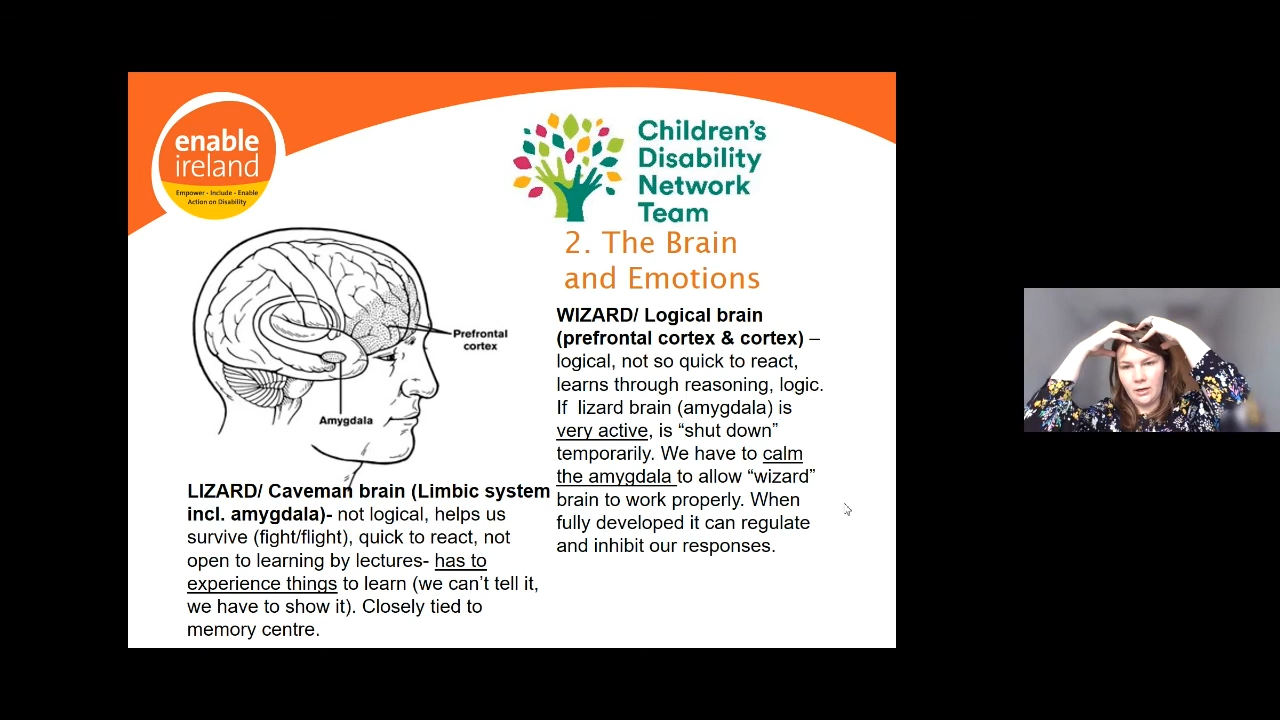 enable
ireland
Empower - Include - Enable
Action on Disability
Children's
Disability
Network
Team
2. The Brain
and Emotions
Prefrontal
cortex
Amygdala
LIZARD/ Caveman brain (Limbic system
incl. amygdala)- not logical, helps us
survive (fight/flight), quick to react, not
open to learning by lectures- has to
experience things to learn (we can’t tell it,
we have to show it). Closely tied to
memory centre.
WIZARD/ Logical brain
(prefrontal cortex & cortex) –
logical, not so quick to react,
learns through reasoning, logic.
If  lizard brain (amygdala) is
very active, is “shut down”
temporarily. We have to calm
the amygdala to allow “wizard”
brain to work properly. When
fully developed it can regulate
and inhibit our responses.